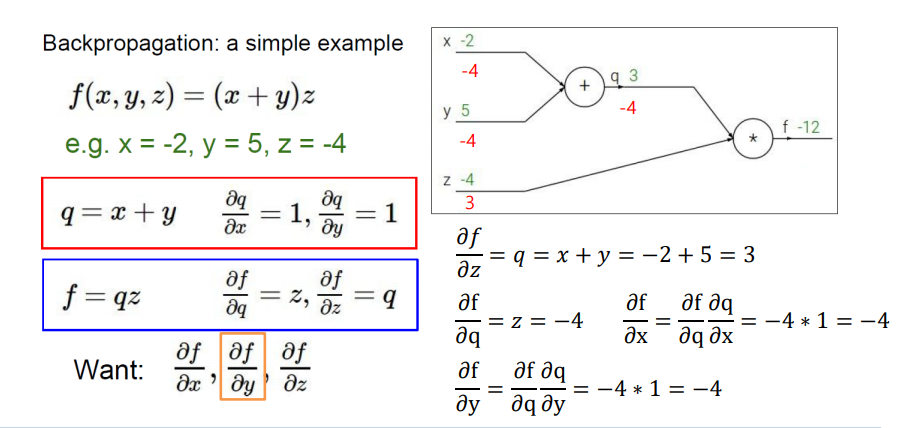 Backpropagation: a simple example
f(x, y, z) = (x + y)z
e.g. x = -2, y = 5, z = -4
q = x + y ∂q/∂x = 1, ∂q/∂y = 1
f = qz ∂f/∂q = z, ∂f/∂z = q
Want: ∂f/∂x, ∂f/∂y, ∂f/∂z
x -2
-4
y 5
-4
z -4
3
+
q 3
-4
*
f -12
∂f/∂z = q = x + y = −2 + 5 = 3
∂f/∂q = z = −4 ∂f/∂x = ∂f/∂q ∂q/∂x = −4 * 1 = −4
∂f/∂y = ∂f/∂q ∂q/∂y = −4 * 1 = −4